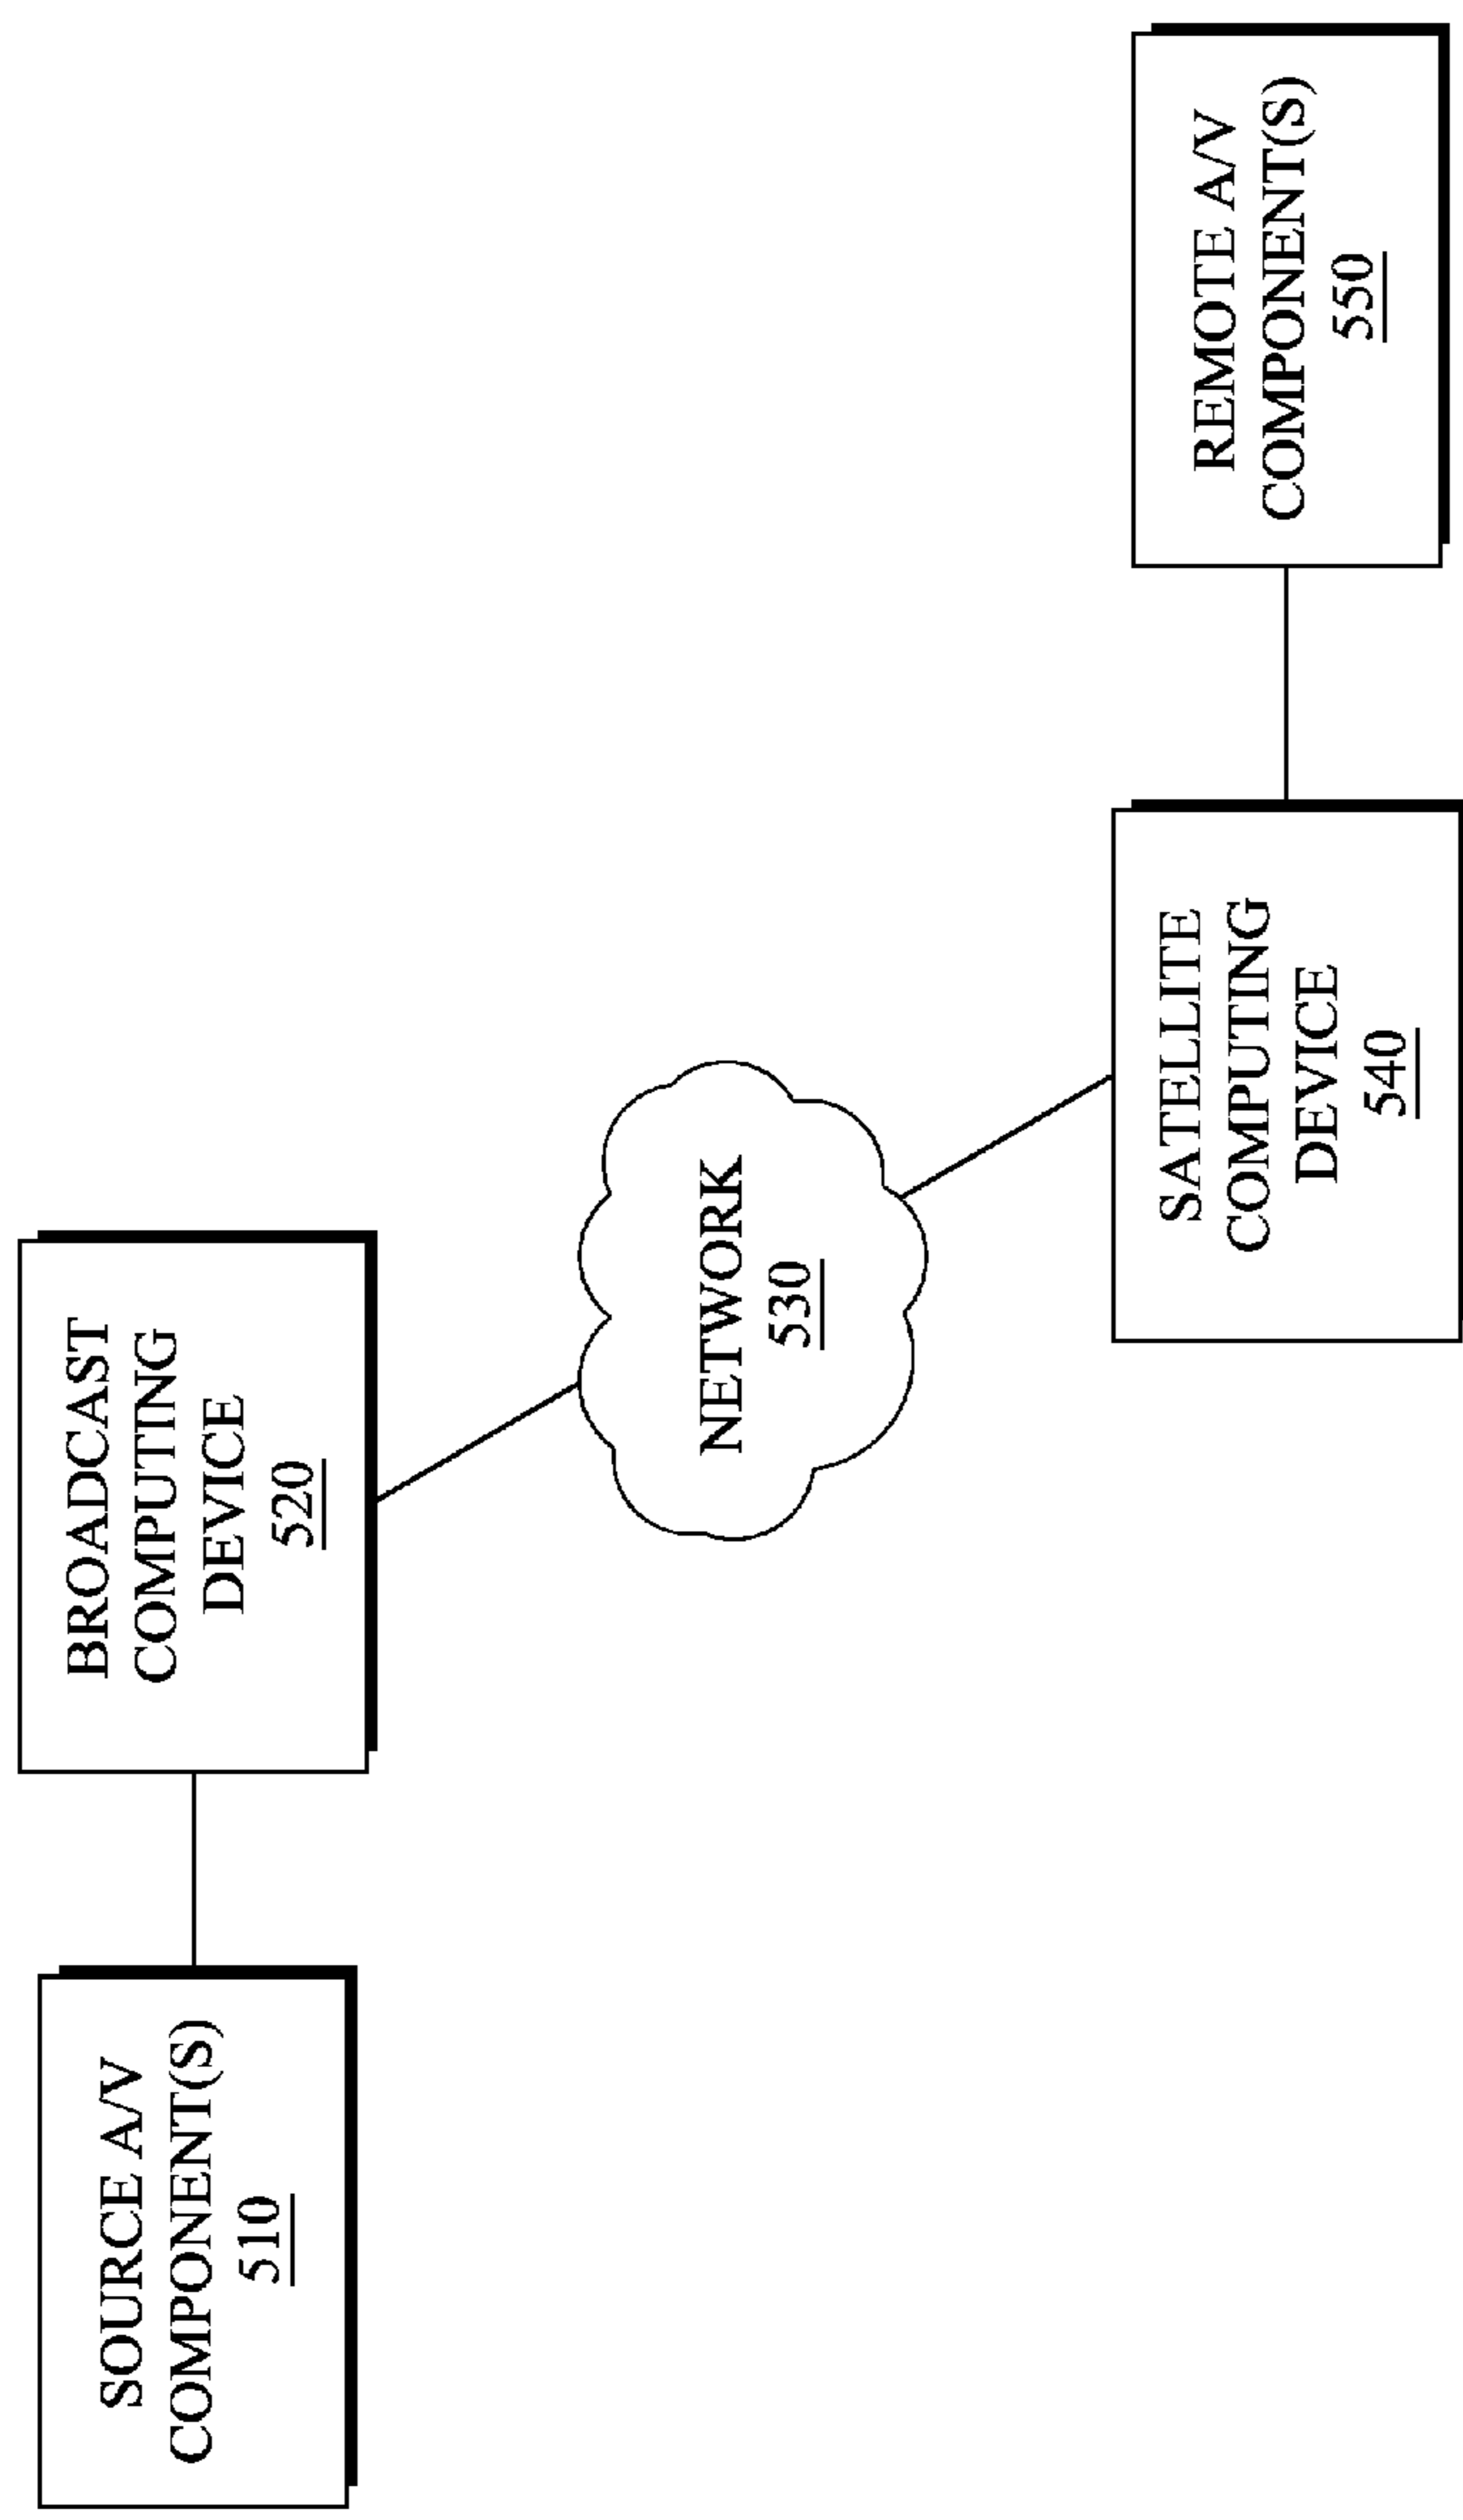 SOURCE A/V
COMPONENT(S)
510
BROADCAST
COMPUTING
DEVICE
520
NETWORK
530
SATELLITE
COMPUTING
DEVICE
540
REMOTE A/V
COMPONENT(S)
550